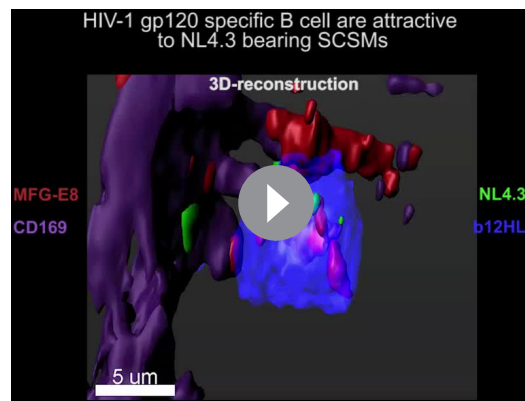 HIV-1 gp120 specific B cell are attractive
to NL4.3 bearing SCSMs
3D-reconstruction
MFG-E8
NL4.3
CD169
b12HL
5 um